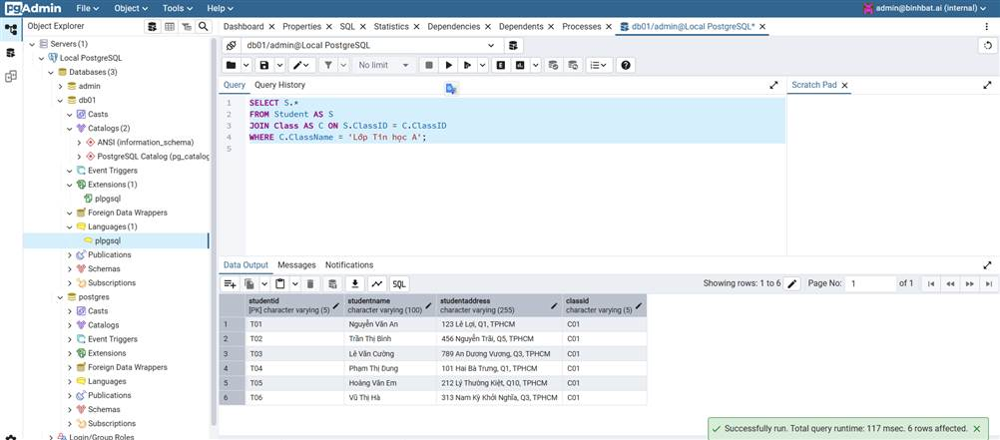 pgAdmin File Object Tools Help admin@binhbat.ai (internal)
Object Explorer
Dashboard Properties SQL Statistics Dependencies Dependents Processes db01/admin@Local PostgreSQL*
Servers (1)
Local PostgreSQL
Databases (3)
admin
db01
Casts
Catalogs (2)
ANSI (information_schema)
PostgreSQL Catalog (pg_catalog
Event Triggers
Extensions (1)
plpgsql
Foreign Data Wrappers
Languages (1)
plpgsql
Publications
Schemas
Subscriptions
postgres
Casts
Catalogs
Event Triggers
Extensions
Foreign Data Wrappers
Languages
Publications
Schemas
Subscriptions
Login/Group Roles
db01/admin@Local PostgreSQL
No limit
Query Query History
Scratch Pad
1 SELECT S.*
2 FROM Student AS S
3 JOIN Class AS C ON S.ClassID = C.ClassID
4 WHERE C.ClassName = 'Lớp Tin học A';
5
Data Output Messages Notifications
SQL Showing rows: 1 to 6 Page No: 1 of 1
studentid studentname studentaddress classid
[PK] character varying (5) character varying (100) character varying (255) character varying (5)
1 T01 Nguyễn Văn An 123 Lê Lợi, Q1, TPHCM C01
2 T02 Trần Thị Bình 456 Nguyễn Trãi, Q5, TPHCM C01
3 T03 Lê Văn Cường 789 An Dương Vương, Q3, TPHCM C01
4 T04 Phạm Thị Dung 101 Hai Bà Trưng, Q1, TPHCM C01
5 T05 Hoàng Văn Em 212 Lý Thường Kiệt, Q10, TPHCM C01
6 T06 Vũ Thị Hà 313 Nam Kỳ Khởi Nghĩa, Q3, TPHCM C01
Successfully run. Total query runtime: 117 msec. 6 rows affected.